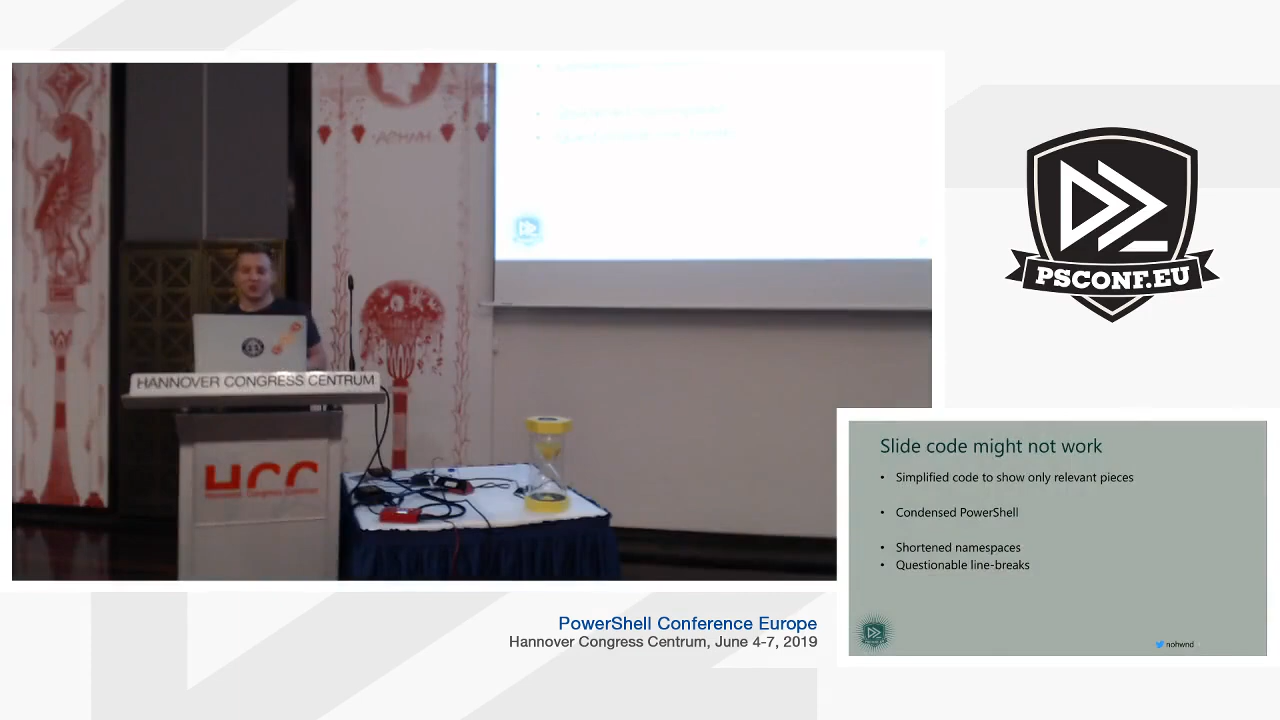 HANNOVER CONGRESS CENTRUM
HCC
PSCONF.EU
Slide code might not work
• Simplified code to show only relevant pieces
• Condensed PowerShell
• Shortened namespaces
• Questionable line-breaks
nohwnd
PowerShell Conference Europe
Hannover Congress Centrum, June 4-7, 2019